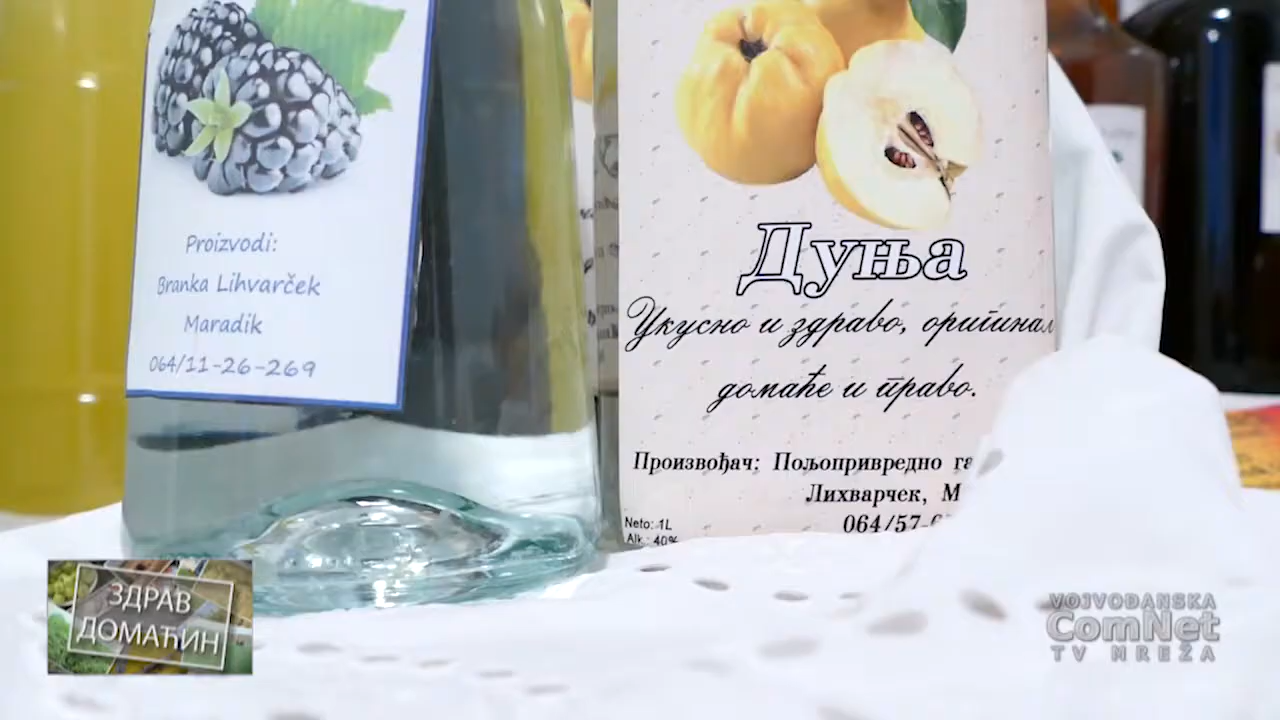 Proizvodi:
Branka Lihvarček
Maradik
064/11-26-269
Дуња
Укусно и здраво, оригинал
домаће и право.
Произвођач: Пољопривредно га
Лихварчек, М
Neto: 1L
064/57-
Alk.: 40%
ЗДРАВ
ДОМАЋИН
VOJVOĐANSKA
ComNet
TV MREŽA